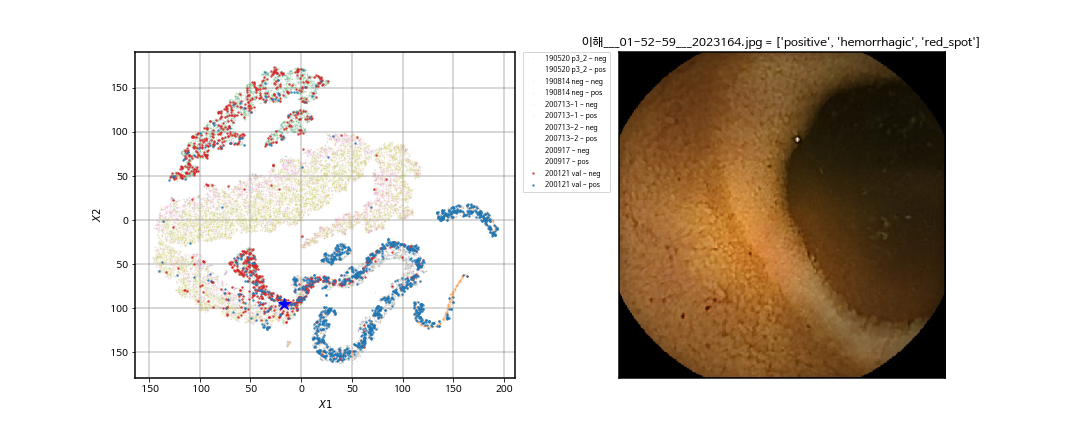 이해___01-52-59___2023164.jpg = ['positive', 'hemorrhagic', 'red_spot']
190520 p3_2 – neg
190520 p3_2 – pos
190814 neg – neg
190814 neg – pos
200713–1 – neg
200713–1 – pos
200713–2 – neg
200713–2 – pos
200917 – neg
200917 – pos
200121 val – neg
200121 val – pos
150
100
50
0
50
100
150
X2
150
100
50
0
50
100
150
200
X1